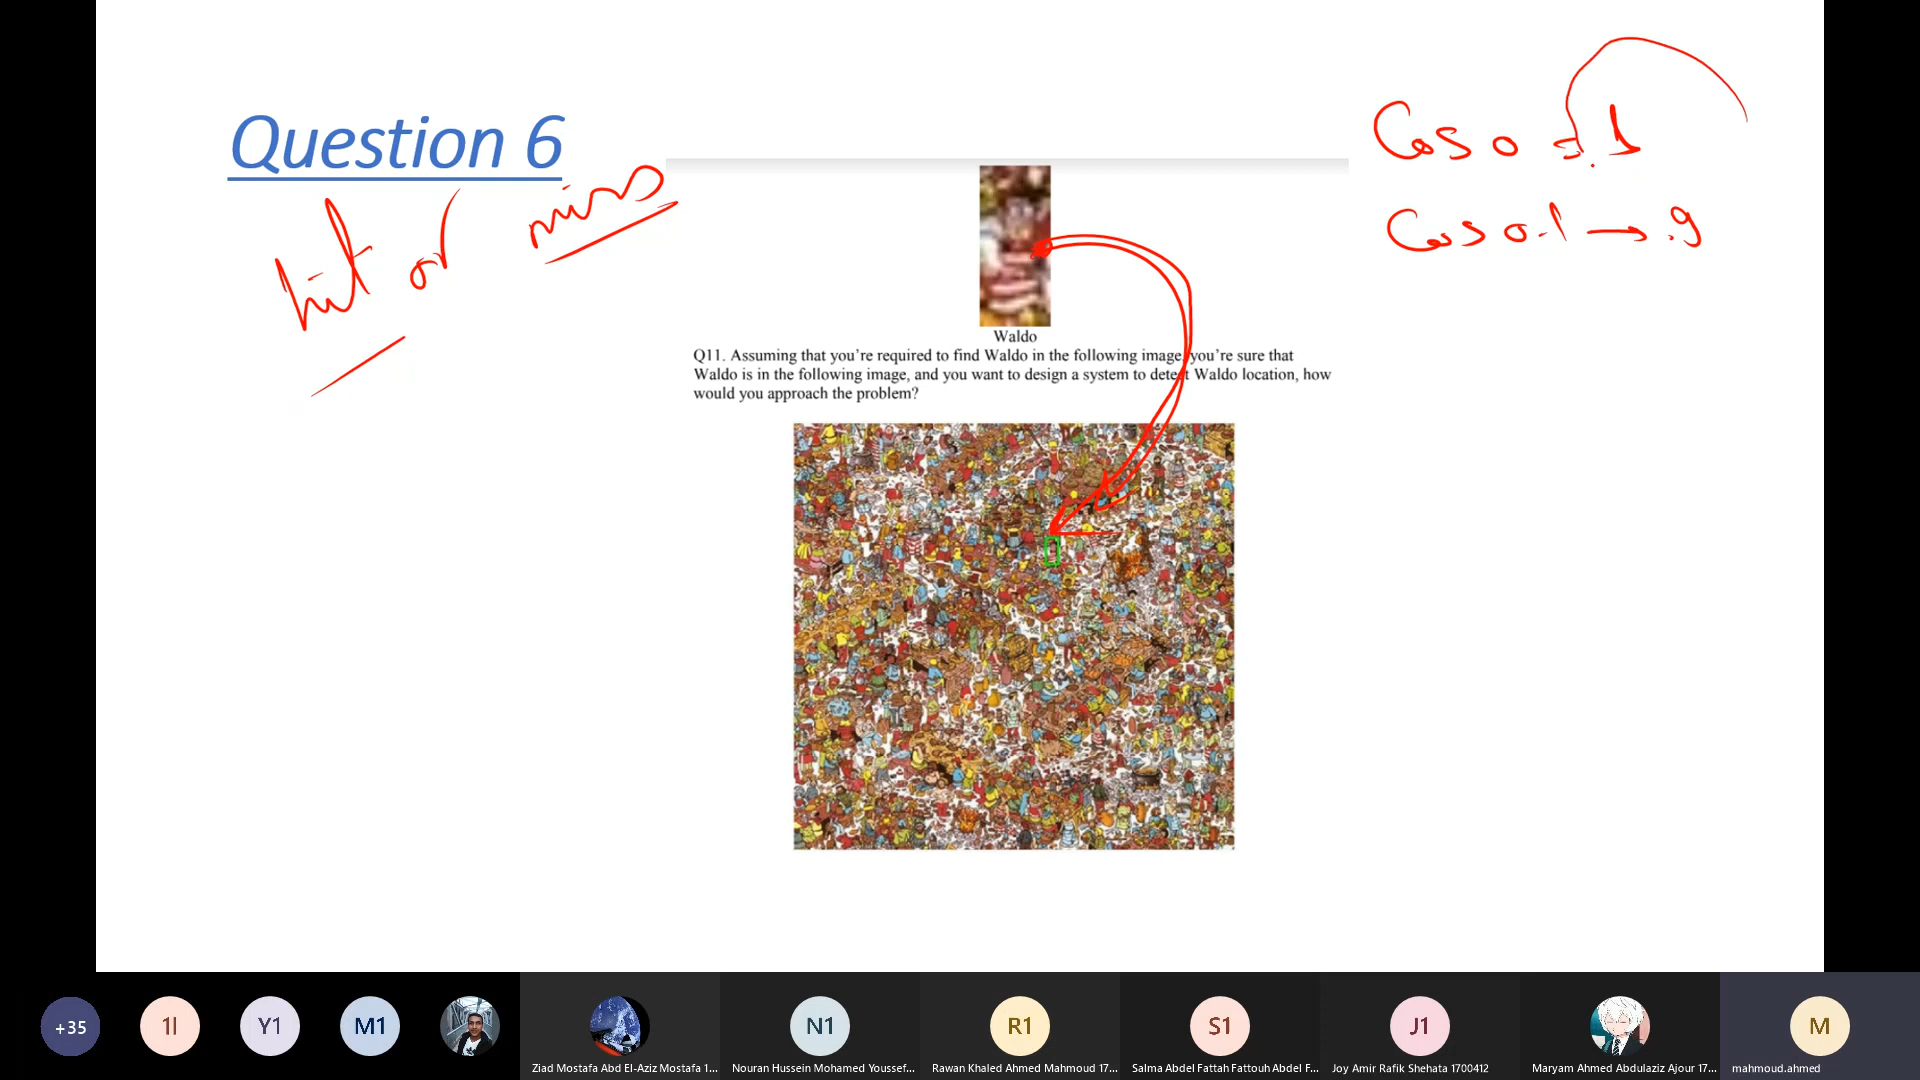 Question 6
hit or miss
Cos 0 = 1
Cos 0.1 → .9
Waldo
Q11. Assuming that you're required to find Waldo in the following image, you're sure that
Waldo is in the following image, and you want to design a system to detect Waldo location, how
would you approach the problem?
+35
1l
Y1
M1
N1
R1
S1
J1
M
Ziad Mostafa Abd El-Aziz Mostafa 1...
Nouran Hussein Mohamed Youssef...
Rawan Khaled Ahmed Mahmoud 17...
Salma Abdel Fattah Fattouh Abdel F...
Joy Amir Rafik Shehata 1700412
Maryam Ahmed Abdulaziz Ajour 17...
mahmoud.ahmed